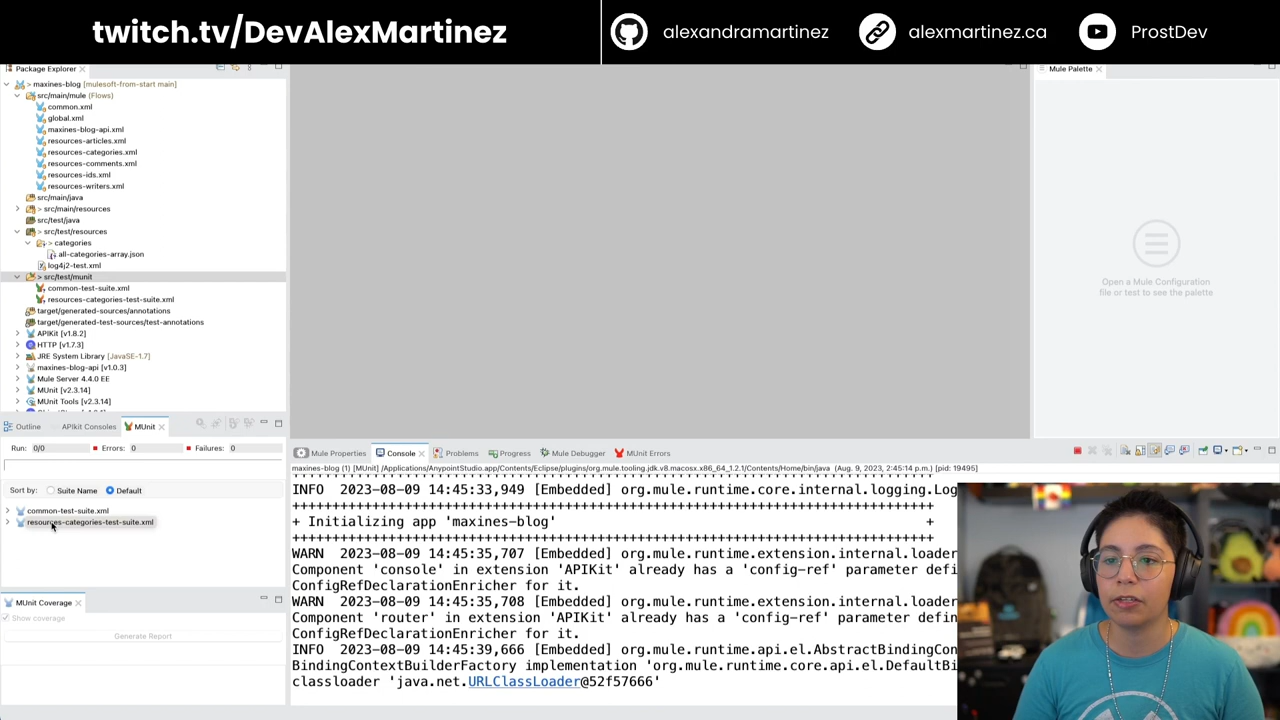 twitch.tv/DevAlexMartinez
alexandramartinez
alexmartinez.ca
ProstDev
Package Explorer
> maxines-blog [mulesoft-from-start main]
src/main/mule (Flows)
common.xml
global.xml
maxines-blog-api.xml
resources-articles.xml
resources-categories.xml
resources-comments.xml
resources-ids.xml
resources-writers.xml
src/main/java
> src/main/resources
src/test/java
> src/test/resources
> categories
all-categories-array.json
log4j2-test.xml
> src/test/munit
common-test-suite.xml
resources-categories-test-suite.xml
target/generated-sources/annotations
target/generated-test-sources/test-annotations
APIKit [v1.8.2]
HTTP [v1.7.3]
JRE System Library [JavaSE-1.7]
maxines-blog-api [v1.0.3]
Mule Server 4.4.0 EE
MUnit [v2.3.14]
MUnit Tools [v2.3.14]
Mule Palette
Open a Mule Configuration
file or test to see the palette
Outline
APIkit Consoles
MUnit
Run: 0/0
Errors: 0
Failures: 0
Sort by:
Suite Name
Default
common-test-suite.xml
resources-categories-test-suite.xml
MUnit Coverage
Show coverage
Generate Report
Mule Properties
Console
Problems
Progress
Mule Debugger
MUnit Errors
maxines-blog (1) [MUnit] /Applications/AnypointStudio.app/Contents/Eclipse/plugins/org.mule.tooling.jdk.v8.macosx.x86_64_1.2.1/Contents/Home/bin/java (Aug. 9, 2023, 2:45:14 p.m.) [pid: 19495]
INFO  2023-08-09 14:45:33,949 [Embedded] org.mule.runtime.core.internal.logging.Log
++++++++++++++++++++++++++++++++++++++++++++++++++++++++++++++++++++++
+ Initializing app 'maxines-blog' +
++++++++++++++++++++++++++++++++++++++++++++++++++++++++++++++++++++++
WARN  2023-08-09 14:45:35,707 [Embedded] org.mule.runtime.extension.internal.loader
Component 'console' in extension 'APIKit' already has a 'config-ref' parameter defi
ConfigRefDeclarationEnricher for it.
WARN  2023-08-09 14:45:35,708 [Embedded] org.mule.runtime.extension.internal.loader
Component 'router' in extension 'APIKit' already has a 'config-ref' parameter defin
ConfigRefDeclarationEnricher for it.
INFO  2023-08-09 14:45:39,666 [Embedded] org.mule.runtime.api.el.AbstractBindingCon
BindingContextBuilderFactory implementation 'org.mule.runtime.core.api.el.DefaultBi
classloader 'java.net.URLClassLoader@52f57666'